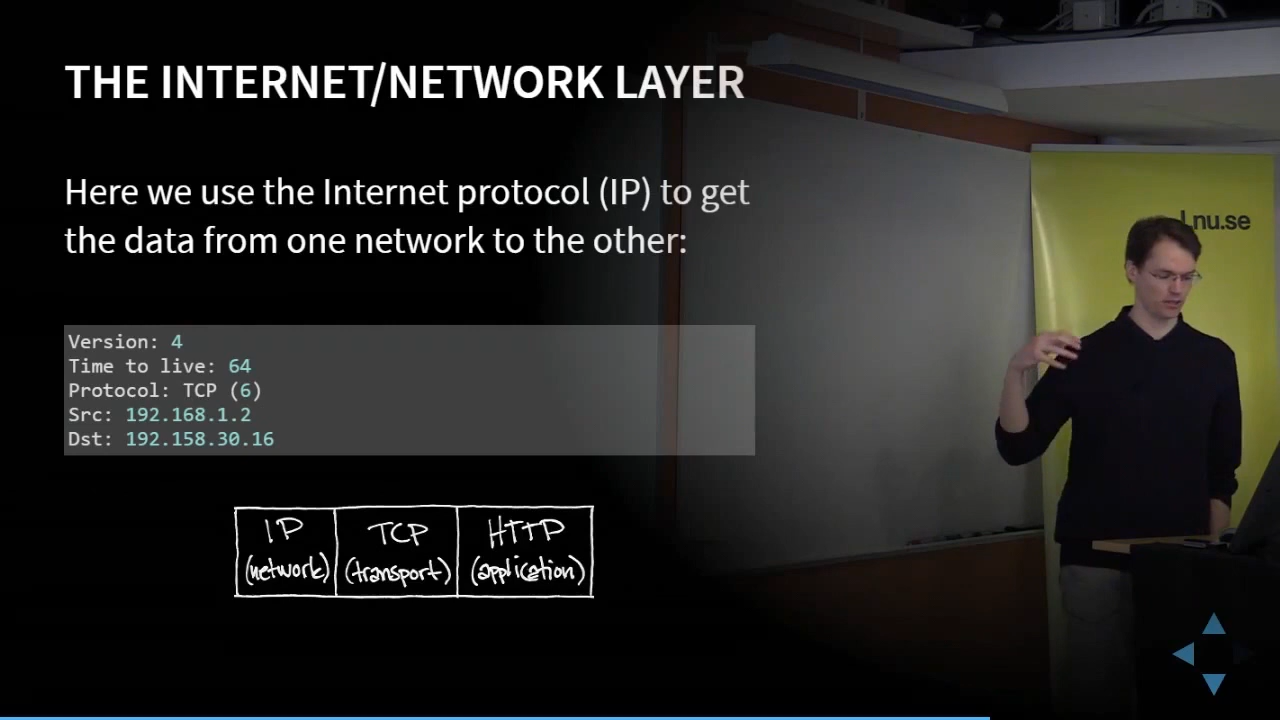 THE INTERNET/NETWORK LAYER
Here we use the Internet protocol (IP) to get
the data from one network to the other:
Version: 4
Time to live: 64
Protocol: TCP (6)
Src: 192.168.1.2
Dst: 192.158.30.16
IP TCP HTTP
(network) (transport) (application)
Lnu.se